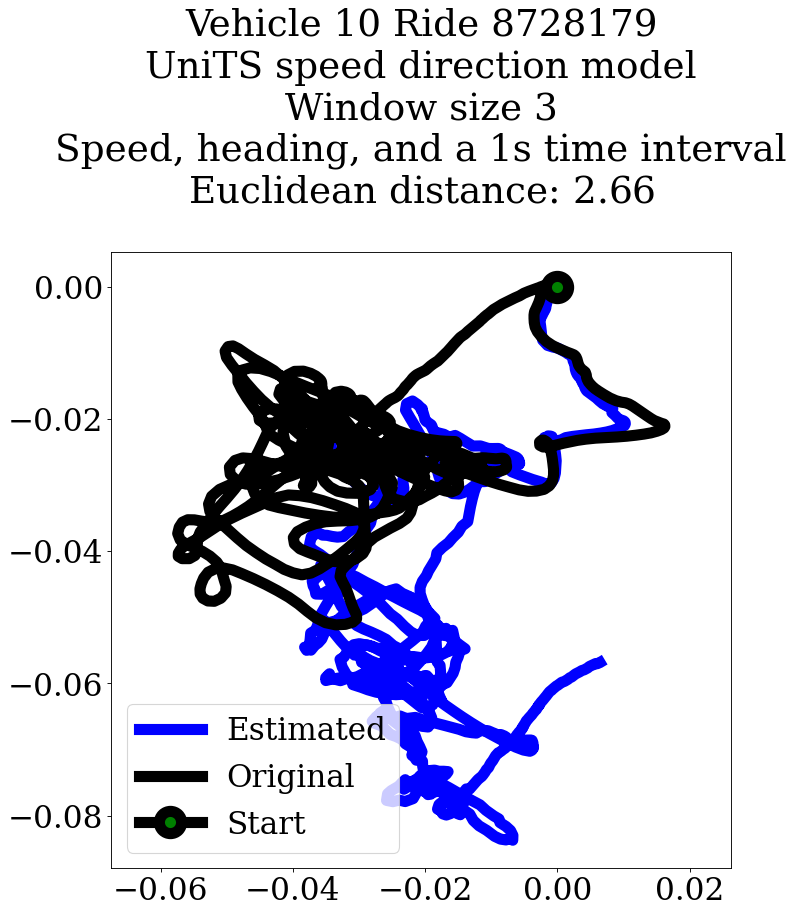 Vehicle 10 Ride 8728179
UniTS speed direction model
Window size 3
Speed, heading, and a 1s time interval
Euclidean distance: 2.66
0.00
−0.02
−0.04
−0.06
−0.08
Estimated
Original
Start
−0.06 −0.04 −0.02 0.00 0.02